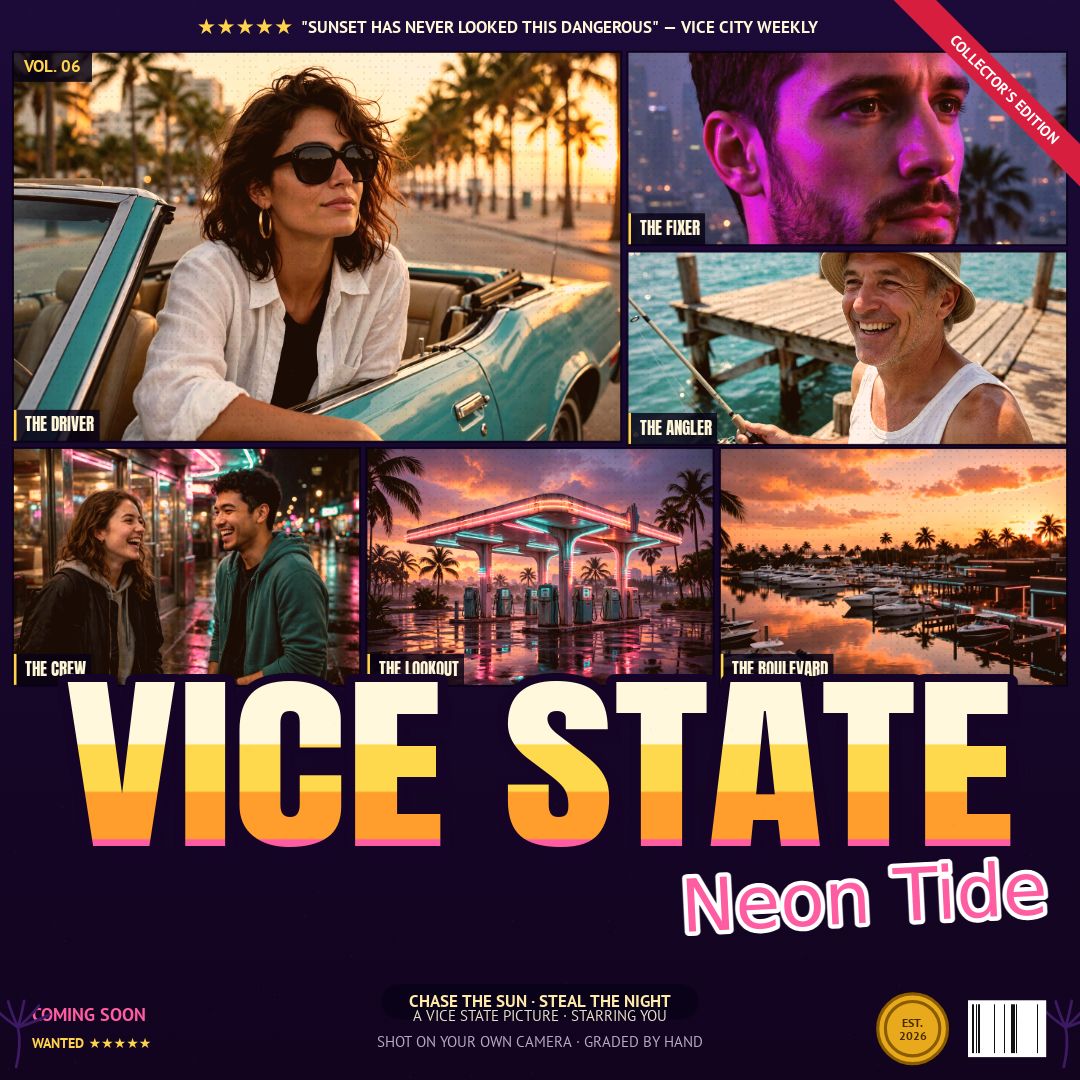 ★★★★★ "SUNSET HAS NEVER LOOKED THIS DANGEROUS" — VICE CITY WEEKLY
COLLECTOR'S EDITION
VOL. 06
THE DRIVER
THE FIXER
THE ANGLER
THE CREW
THE LOOKOUT
THE BOULEVARD
VICE STATE
Neon Tide
COMING SOON
WANTED ★★★★★
CHASE THE SUN · STEAL THE NIGHT
A VICE STATE PICTURE · STARRING YOU
SHOT ON YOUR OWN CAMERA · GRADED BY HAND
EST.
2026